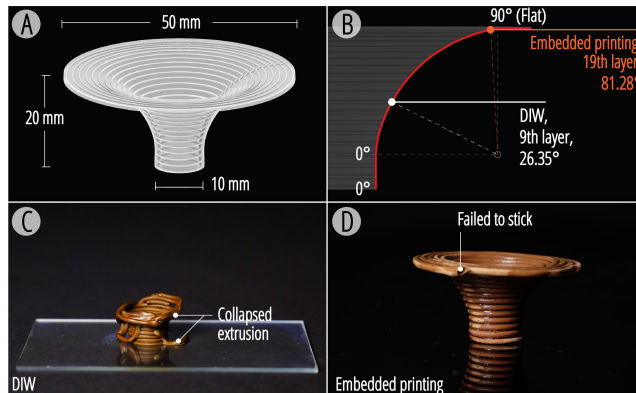 A
50 mm
20 mm
10 mm
B
90° (Flat)
Embedded printing
19th layer
81.28°
DIW,
9th layer,
26.35°
0°
0°
C
Collapsed
extrusion
DIW
D
Failed to stick
Embedded printing